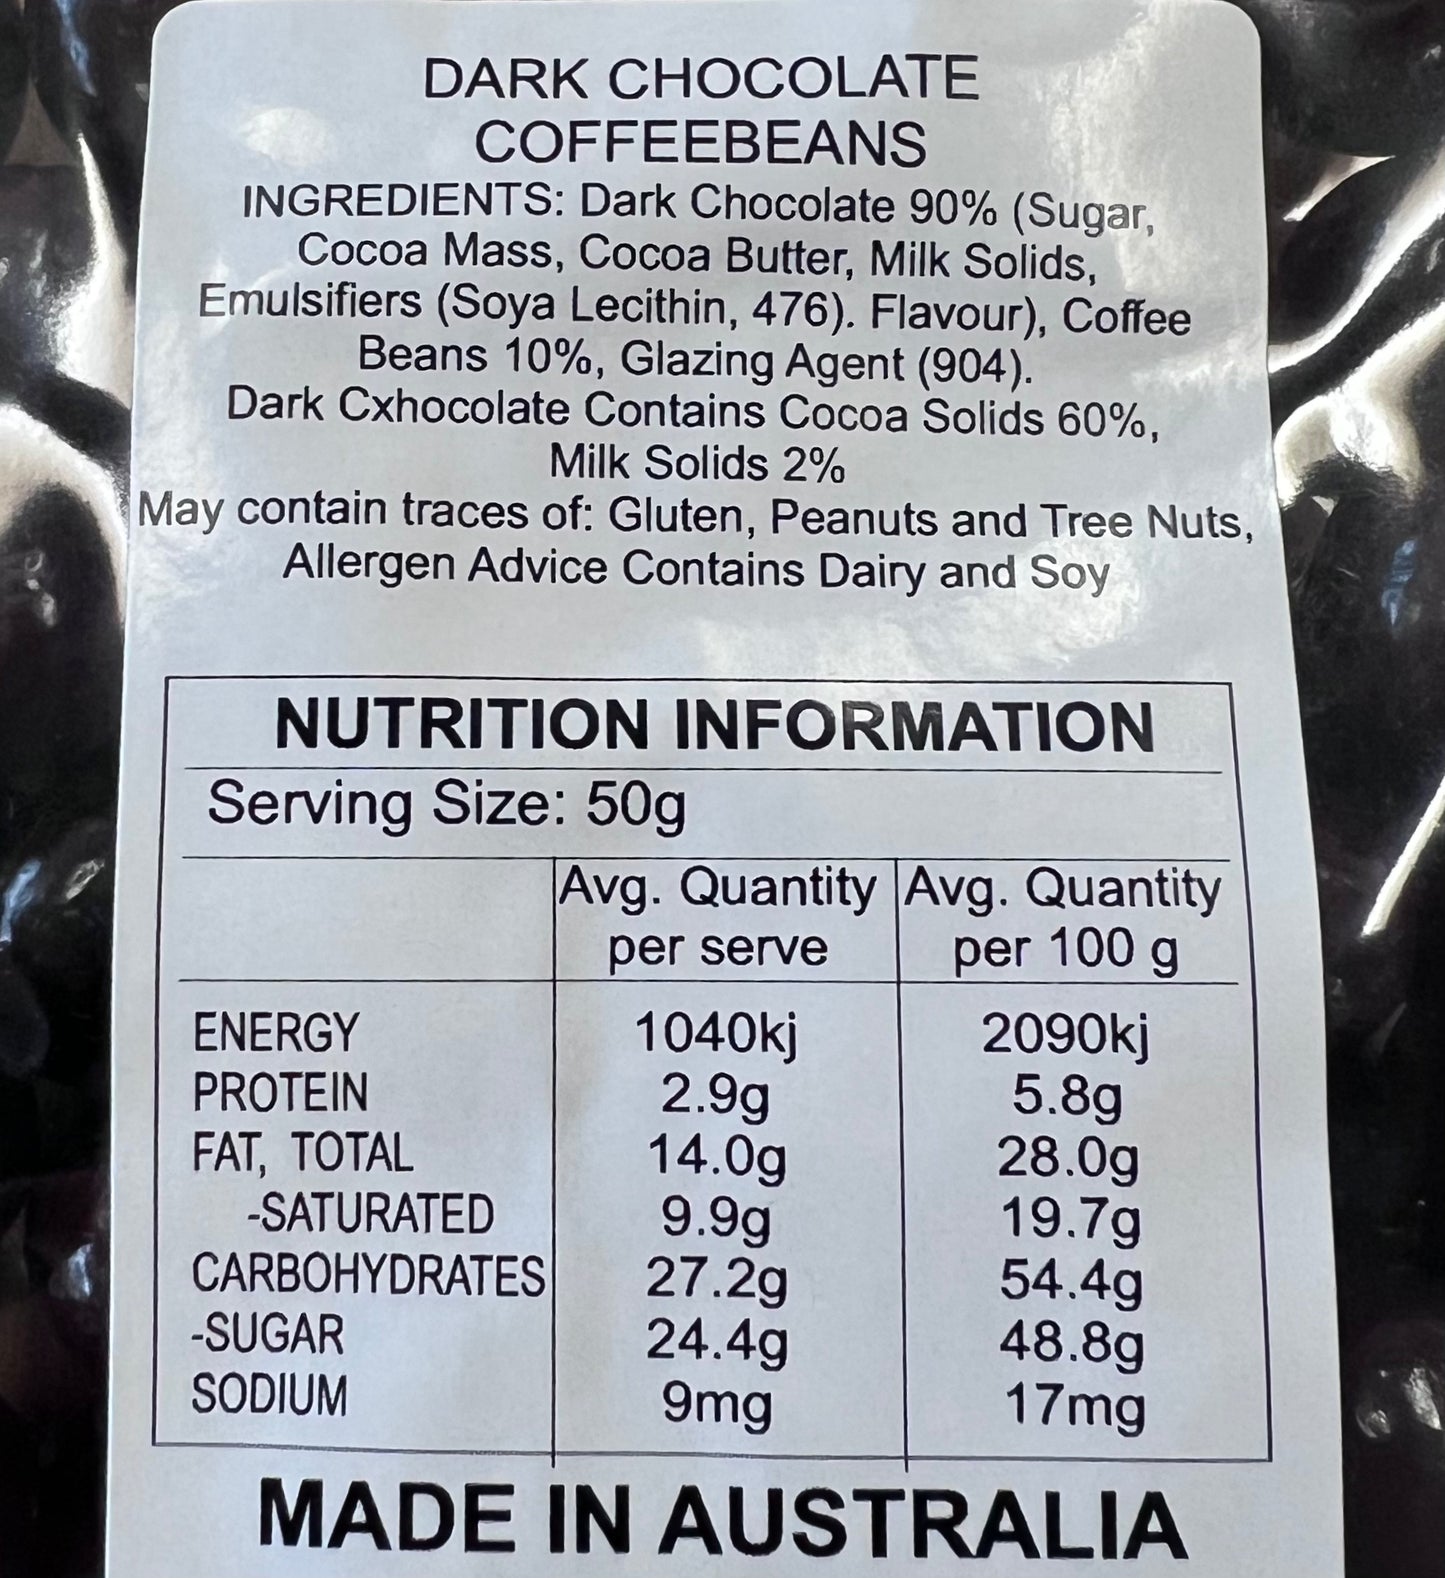 DARK CHOCOLATE
COFFEEBEANS
INGREDIENTS: Dark Chocolate 90% (Sugar,
Cocoa Mass, Cocoa Butter, Milk Solids,
Emulsifiers (Soya Lecithin, 476). Flavour), Coffee
Beans 10%, Glazing Agent (904).
Dark Cxhocolate Contains Cocoa Solids 60%,
Milk Solids 2%
May contain traces of: Gluten, Peanuts and Tree Nuts,
Allergen Advice Contains Dairy and Soy
NUTRITION INFORMATION
Serving Size: 50g
Avg. Quantity Avg. Quantity
per serve per 100 g
ENERGY 1040kj 2090kj
PROTEIN 2.9g 5.8g
FAT, TOTAL 14.0g 28.0g
-SATURATED 9.9g 19.7g
CARBOHYDRATES 27.2g 54.4g
-SUGAR 24.4g 48.8g
SODIUM 9mg 17mg
MADE IN AUSTRALIA